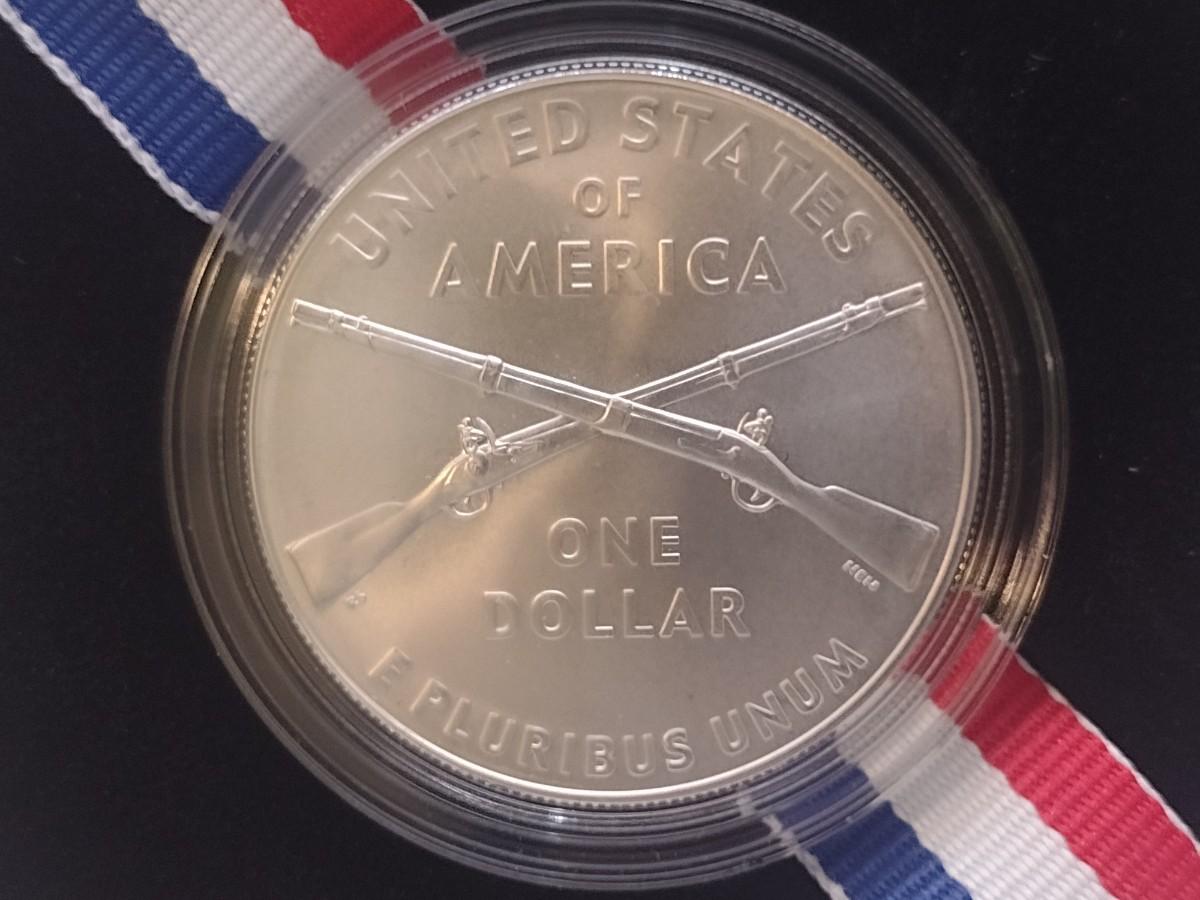 UNITED STATES
OF
AMERICA
ONE
DOLLAR
E PLURIBUS UNUM